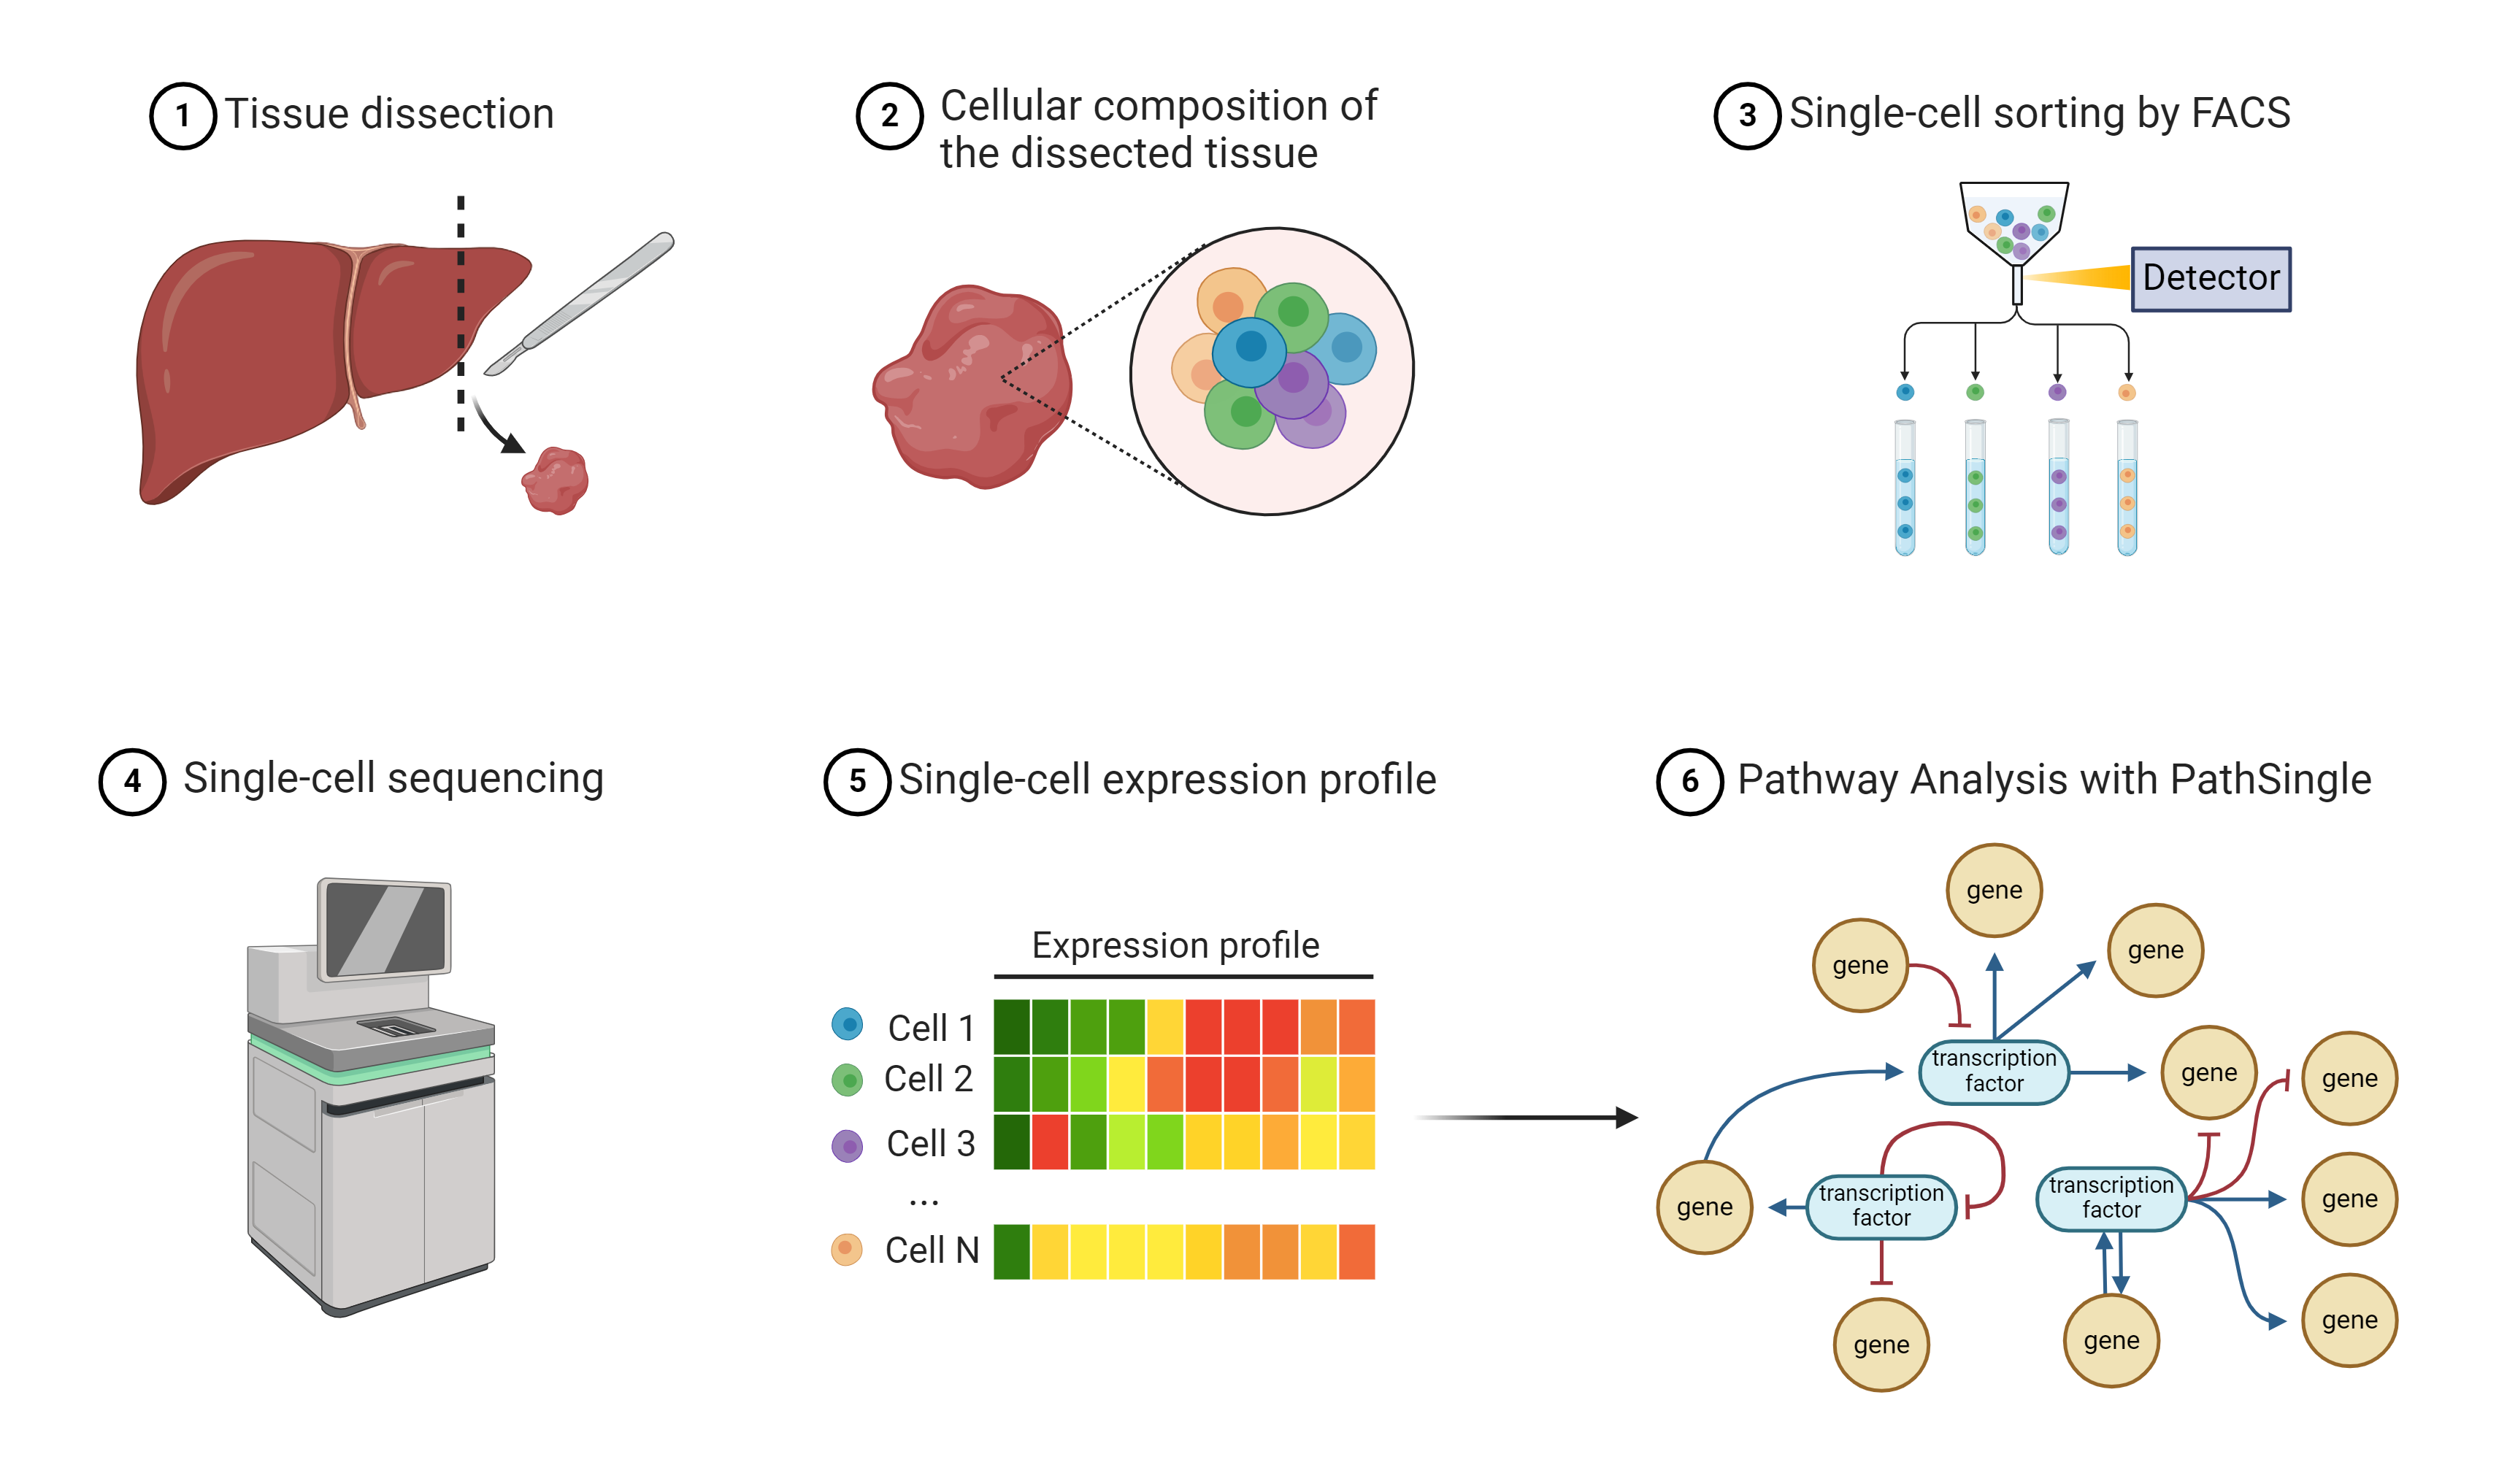 1 Tissue dissection
2 Cellular composition of
the dissected tissue
3 Single-cell sorting by FACS
Detector
4 Single-cell sequencing
5 Single-cell expression profile
Expression profile
Cell 1
Cell 2
Cell 3
...
Cell N
6 Pathway Analysis with PathSingle
gene
gene
gene
transcription
factor
gene
gene
gene
transcription
factor
transcription
factor
gene
gene
gene
gene